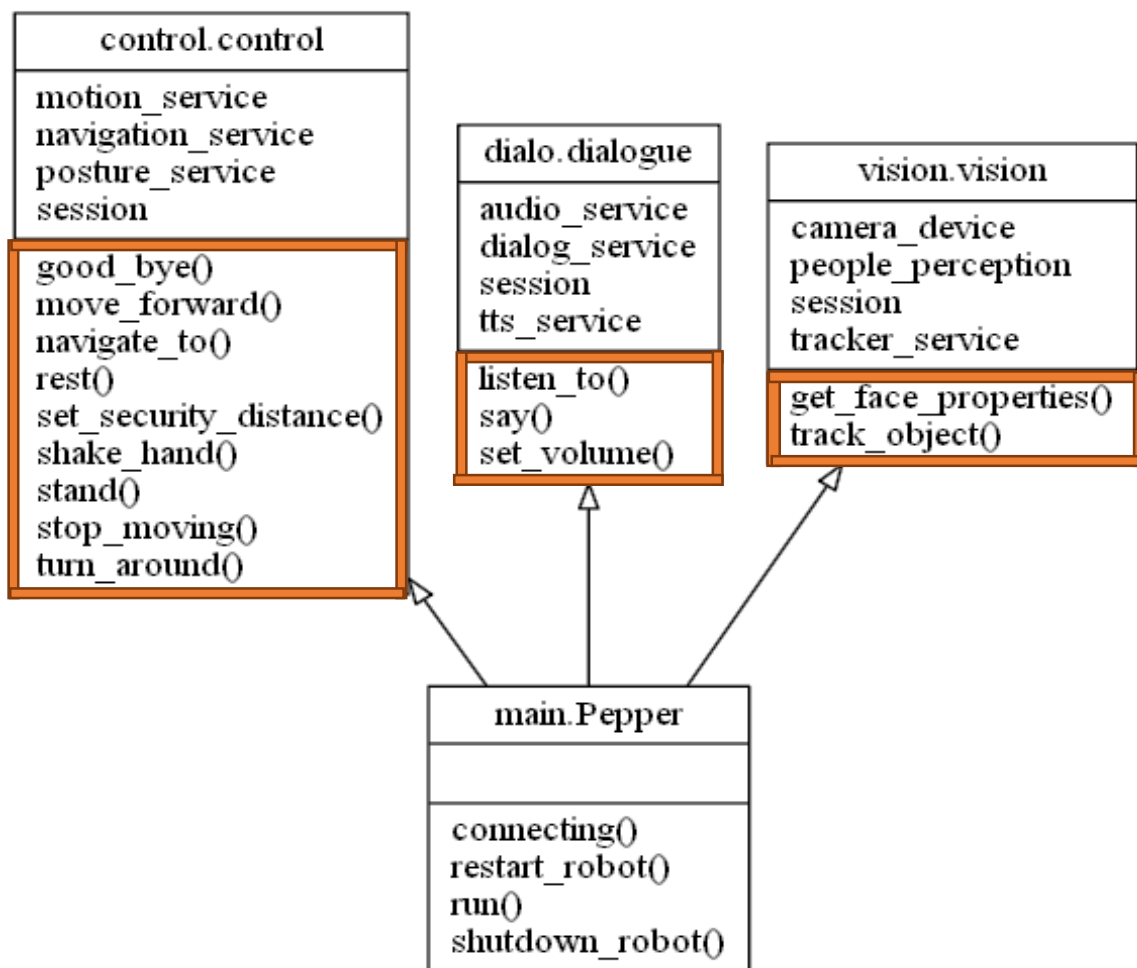 control.control
motion_service
navigation_service
posture_service
session
good_bye()
move_forward()
navigate_to()
rest()
set_security_distance()
shake_hand()
stand()
stop_moving()
turn_around()
dialo.dialogue
audio_service
dialog_service
session
tts_service
listen_to()
say()
set_volume()
vision.vision
camera_device
people_perception
session
tracker_service
get_face_properties()
track_object()
main.Pepper
connecting()
restart_robot()
run()
shutdown_robot()